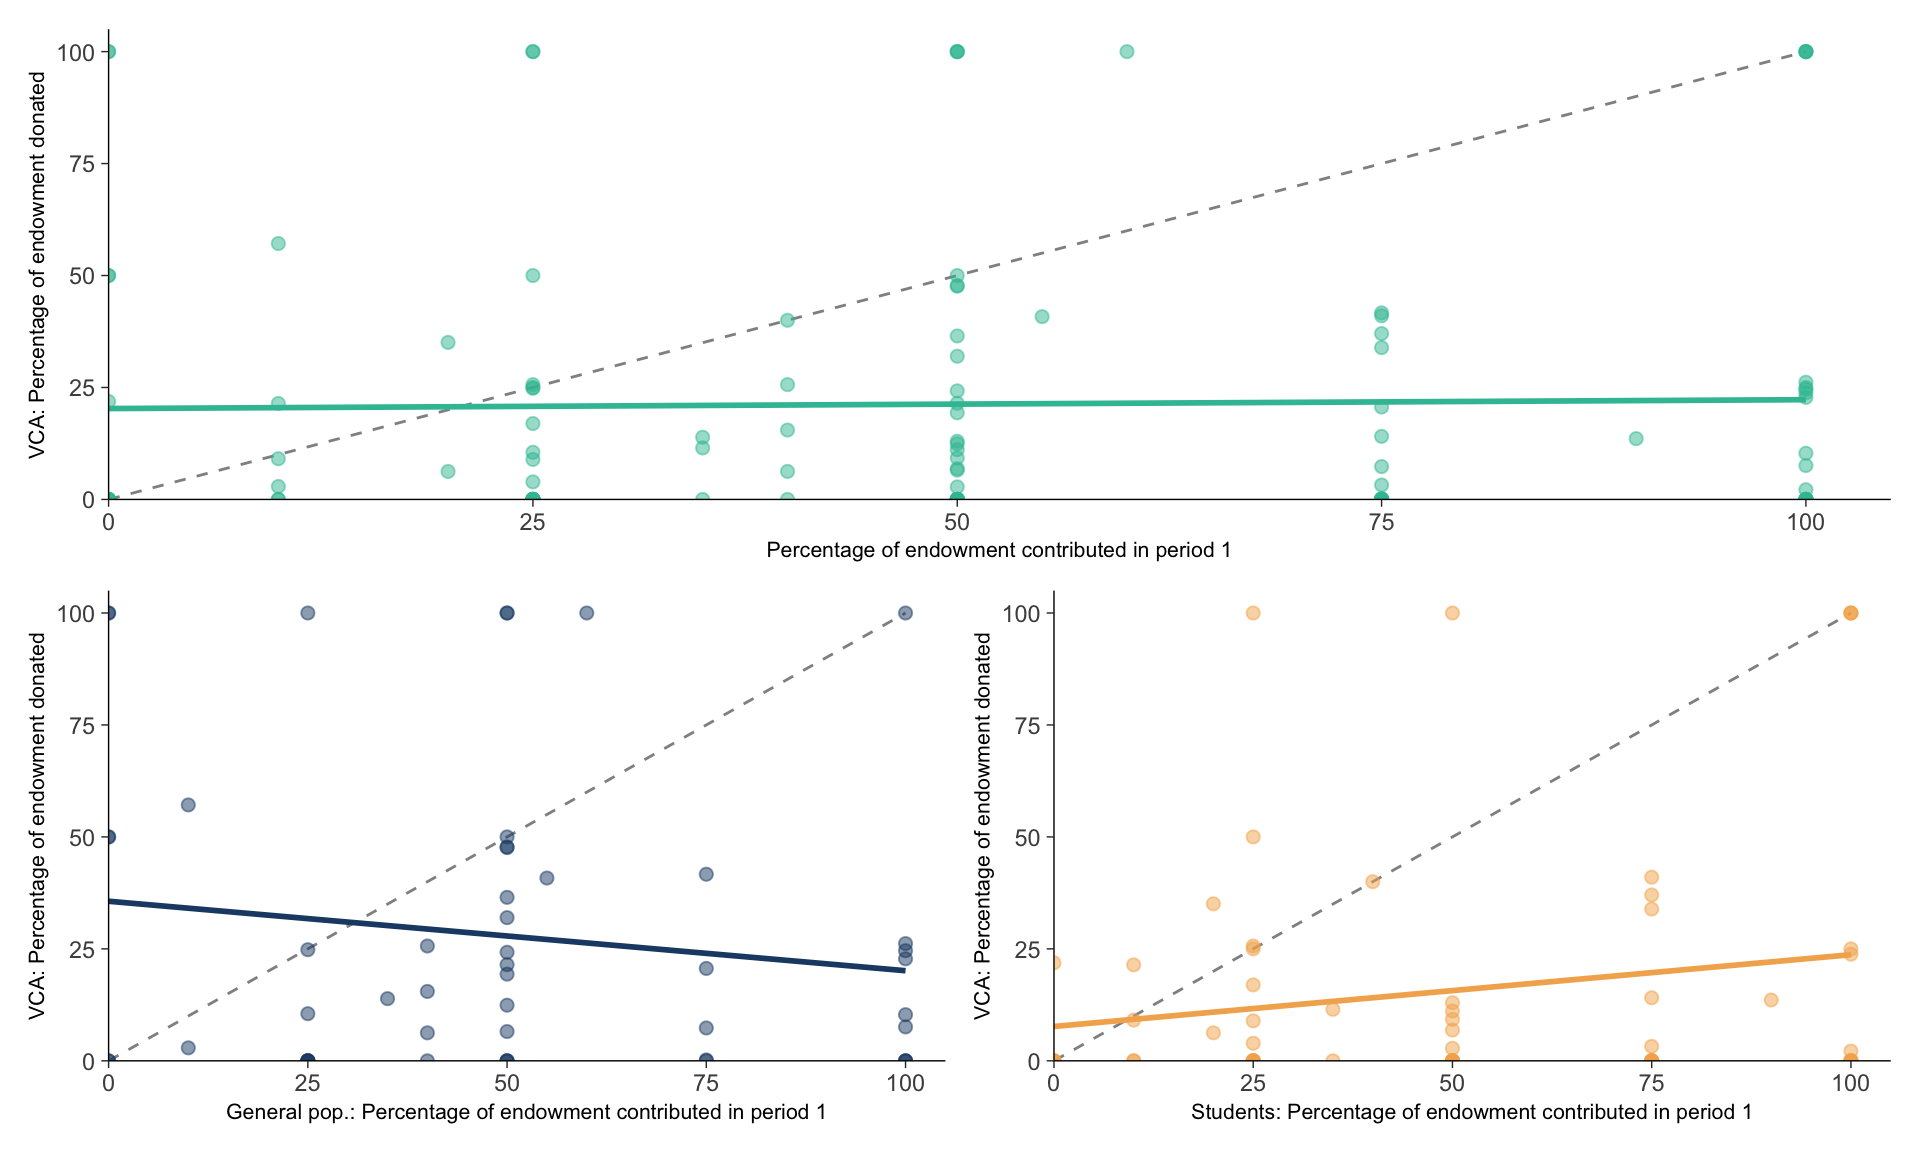 VCA: Percentage of endowment donated
100
75
50
25
0
0 25 50 75 100
Percentage of endowment contributed in period 1
VCA: Percentage of endowment donated
100
75
50
25
0
0 25 50 75 100
General pop.: Percentage of endowment contributed in period 1
VCA: Percentage of endowment donated
100
75
50
25
0
0 25 50 75 100
Students: Percentage of endowment contributed in period 1